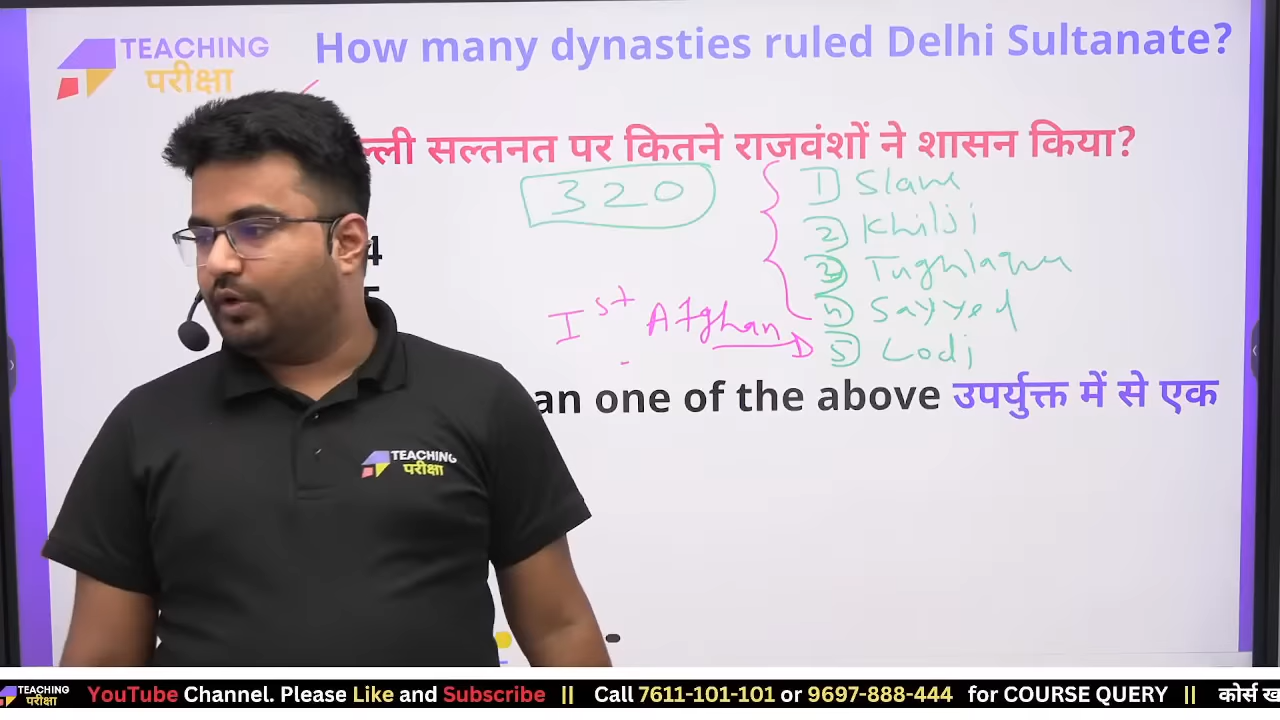 TEACHING
परीक्षा
How many dynasties ruled Delhi Sultanate?
ल्ली सल्तनत पर कितने राजवंशों ने शासन किया?
320
1) Slave
2) Khilji
3) Tughlaque
4) Sayyed
5) Lodi
Ist Afghan
4
5
an one of the above उपर्युक्त में से एक
TEACHING
परीक्षा
TEACHING
परीक्षा
YouTube Channel. Please Like and Subscribe || Call 7611-101-101 or 9697-888-444 for COURSE QUERY || कोर्स ख